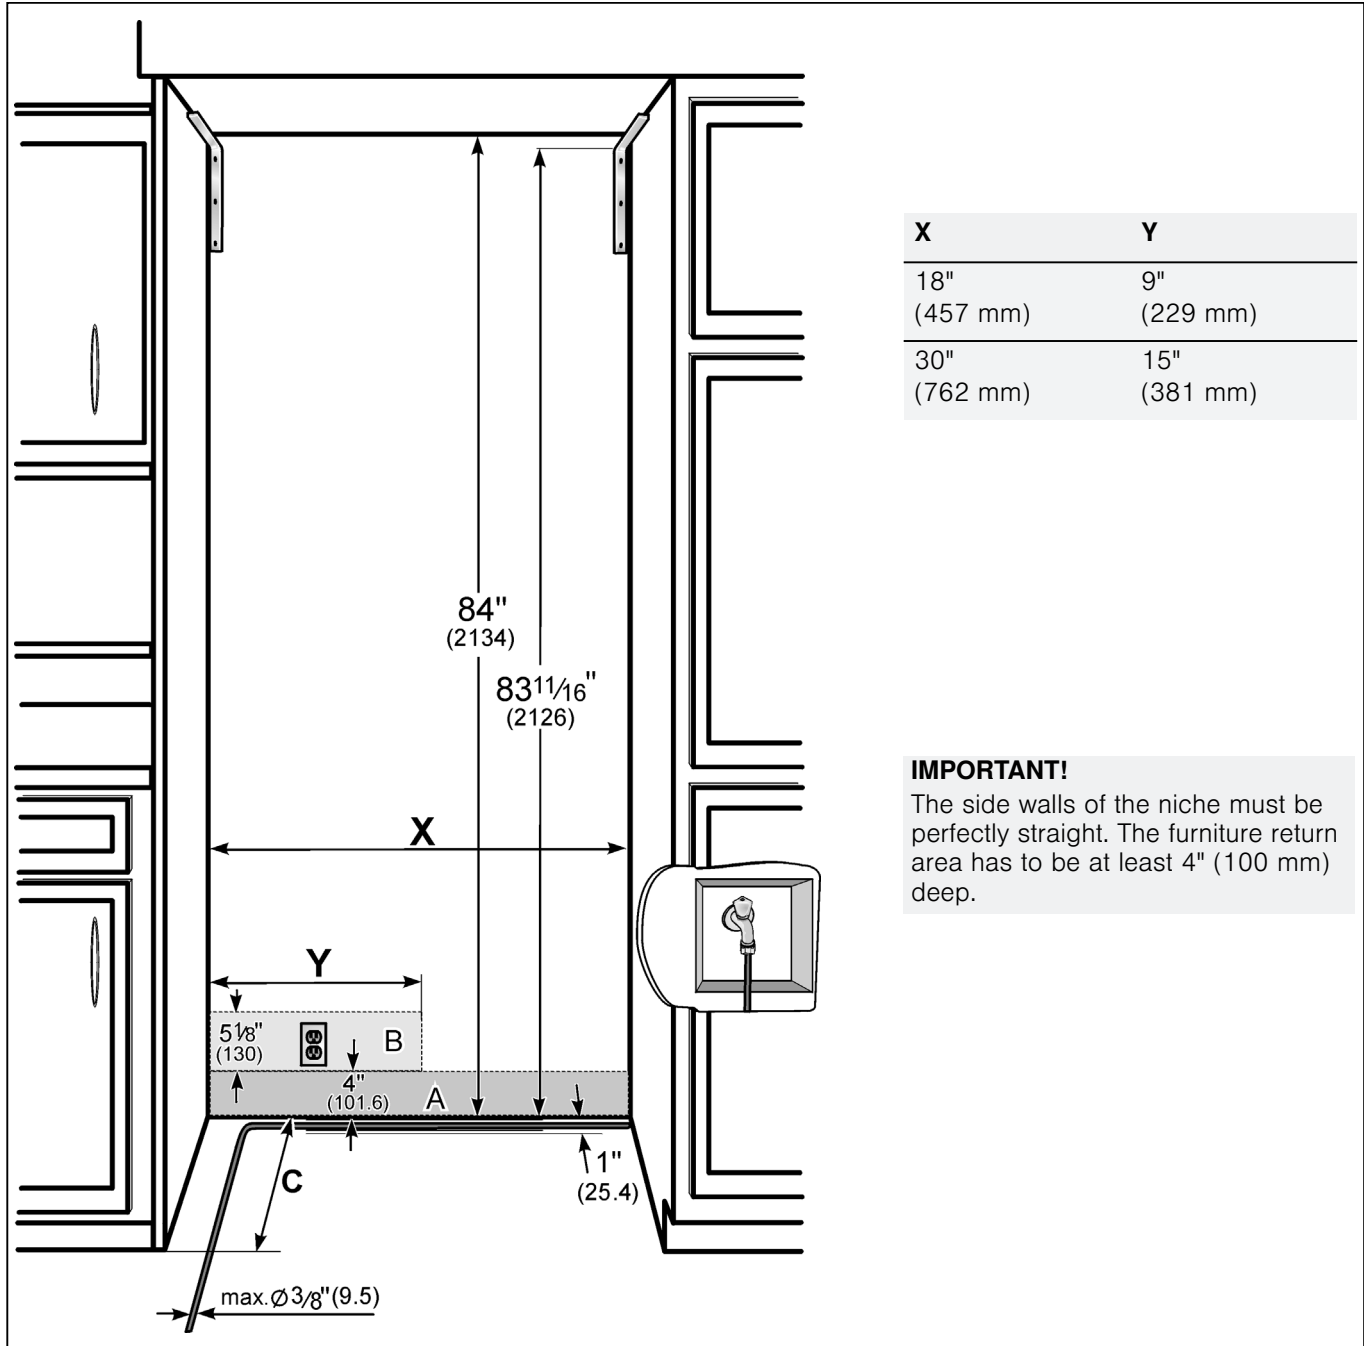 84"
(2134)
83 11/16"
(2126)
X
Y
5 1/8"
(130)
B
4"
(101.6)
A
C
1"
(25.4)
max. Ø 3/8" (9.5)
X Y
18" 9"
(457 mm) (229 mm)
30" 15"
(762 mm) (381 mm)
IMPORTANT!
The side walls of the niche must be
perfectly straight. The furniture return
area has to be at least 4" (100 mm)
deep.